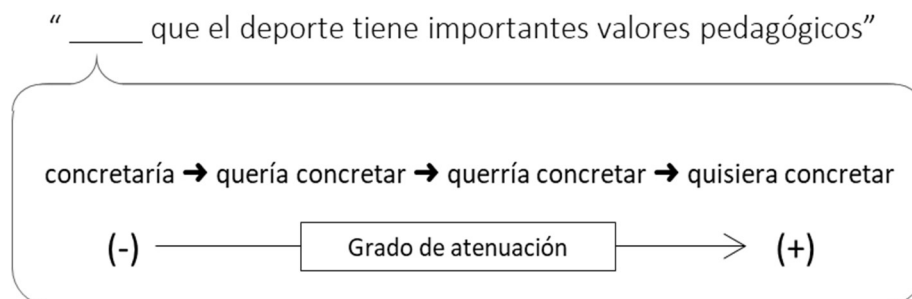 “ _____ que el deporte tiene importantes valores pedagógicos”
concretaría ➔ quería concretar ➔ querría concretar ➔ quisiera concretar
(-) Grado de atenuación (+)